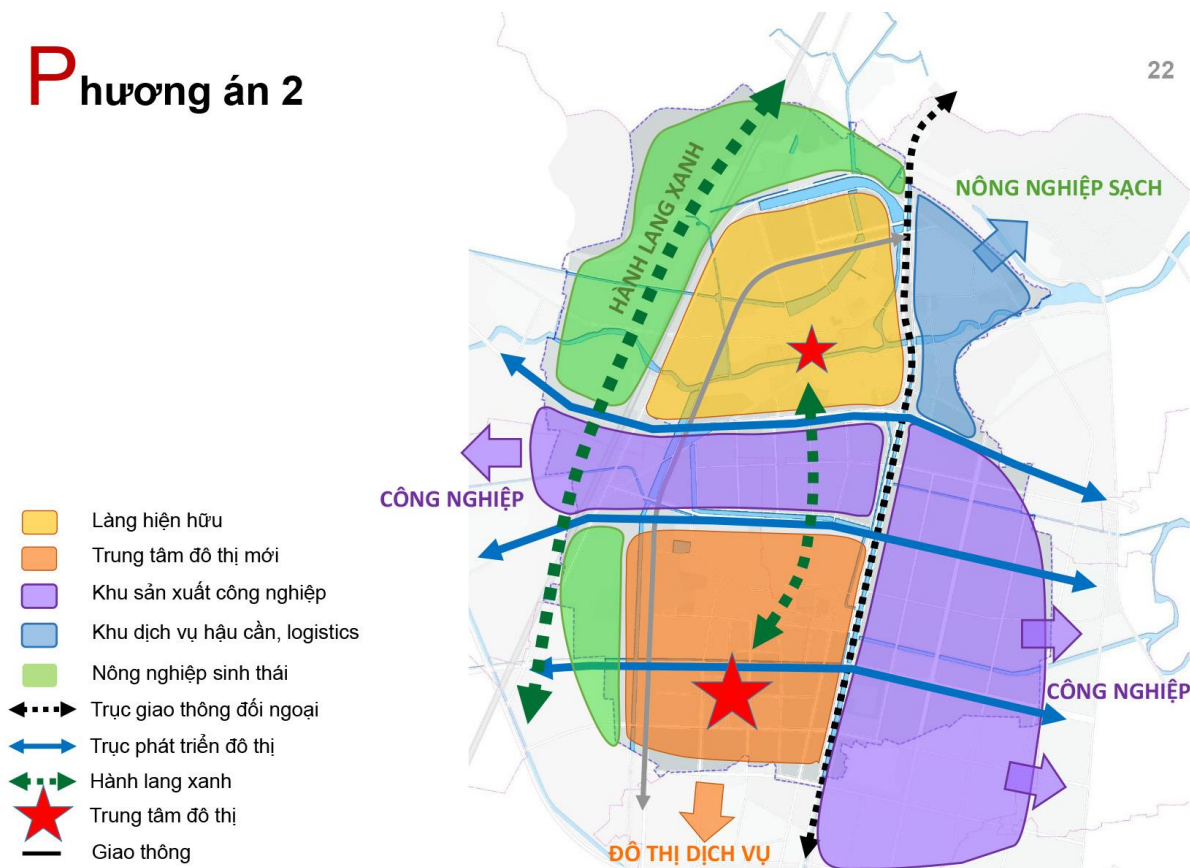 Phương án 2
22
HÀNH LANG XANH
NÔNG NGHIỆP SẠCH
CÔNG NGHIỆP
Làng hiện hữu
Trung tâm đô thị mới
Khu sản xuất công nghiệp
Khu dịch vụ hậu cần, logistics
Nông nghiệp sinh thái
Trục giao thông đối ngoại
Trục phát triển đô thị
Hành lang xanh
Trung tâm đô thị
Giao thông
CÔNG NGHIỆP
ĐÔ THỊ DỊCH VỤ